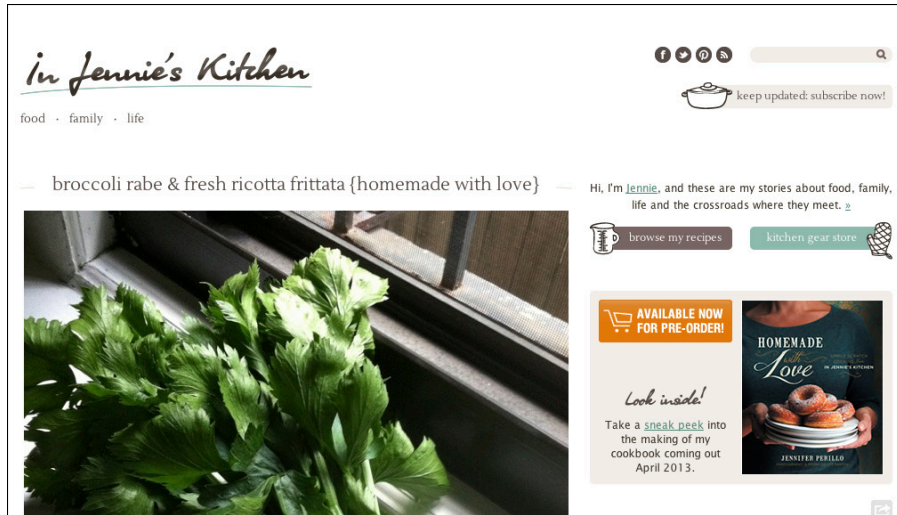 In Jennie's Kitchen
food · family · life
keep updated: subscribe now!
broccoli rabe & fresh ricotta frittata {homemade with love}
Hi, I'm Jennie, and these are my stories about food, family,
life and the crossroads where they meet. »
browse my recipes
kitchen gear store
AVAILABLE NOW
FOR PRE-ORDER!
Look inside!
Take a sneak peek into
the making of my
cookbook coming out
April 2013.
HOMEMADE
with
Love
IN JENNIE'S KITCHEN
JENNIFER PERILLO